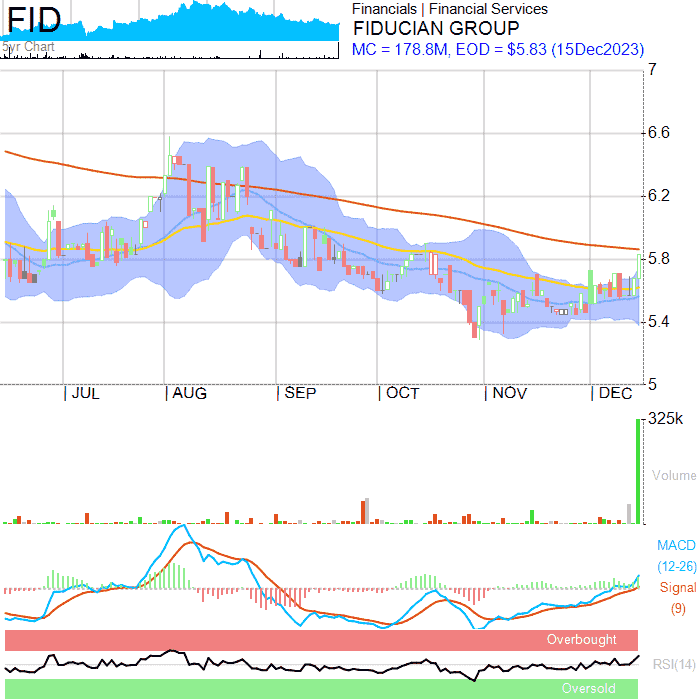 FID
5yr Chart
Financials | Financial Services
FIDUCIAN GROUP
MC = 178.8M, EOD = $5.83 (15Dec2023)
7
6.6
6.2
5.8
5.4
5
| JUL | AUG | SEP | OCT | NOV | DEC
325k
Volume
MACD
(12-26)
Signal
(9)
Overbought
RSI(14)
Oversold